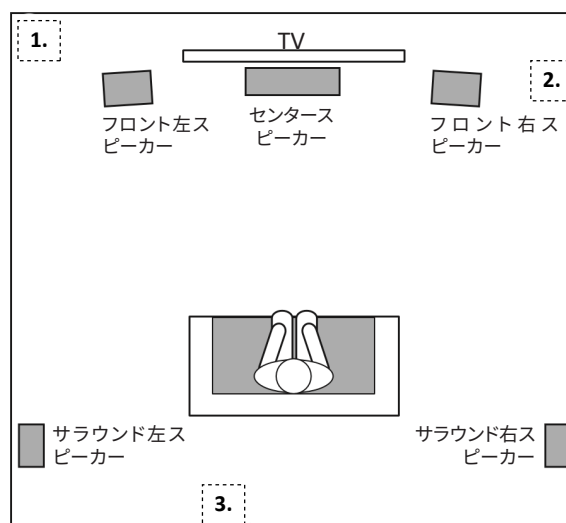 1.
TV
2.
フロント左ス
ピーカー
センタース
ピーカー
フロント右ス
ピーカー
サラウンド左ス
ピーカー
サラウンド右ス
ピーカー
3.